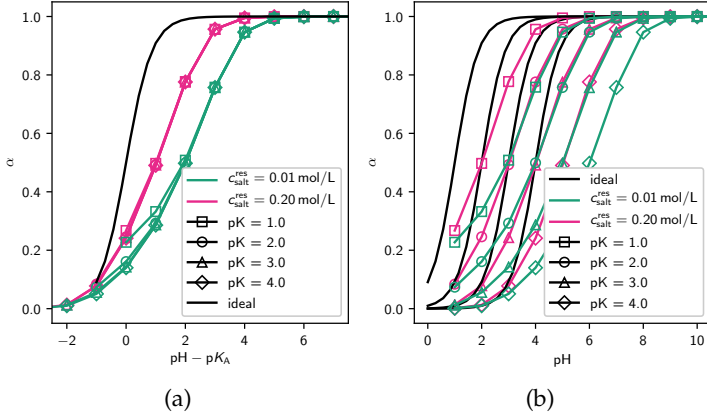 1.0
0.8
0.6
0.4
0.2
0.0
α
c_salt^res = 0.01 mol/L
c_salt^res = 0.20 mol/L
pK = 1.0
pK = 2.0
pK = 3.0
pK = 4.0
ideal
−2 0 2 4 6
pH − pK_A
(a)
1.0
0.8
0.6
0.4
0.2
0.0
α
ideal
c_salt^res = 0.01 mol/L
c_salt^res = 0.20 mol/L
pK = 1.0
pK = 2.0
pK = 3.0
pK = 4.0
0 2 4 6 8 10
pH
(b)